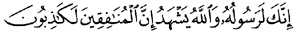 إِنَّكَ لَرَسُولُهُۥ وَٱللَّهُ يَشْهَدُ إِنَّ ٱلْمُنَٰفِقِينَ لَكَٰذِبُونَ